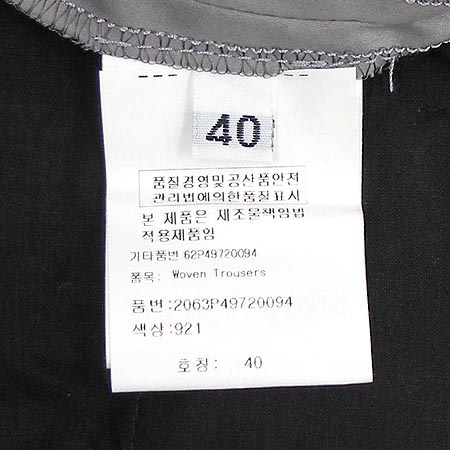 40
품질경영및공산품안전
관리법에의한품질표시
본 제품은 제조물책임법
적용제품임
기타품번 62P49720094
품목: Woven Trousers
품번:2063P49720094
색상:921
호칭: 40